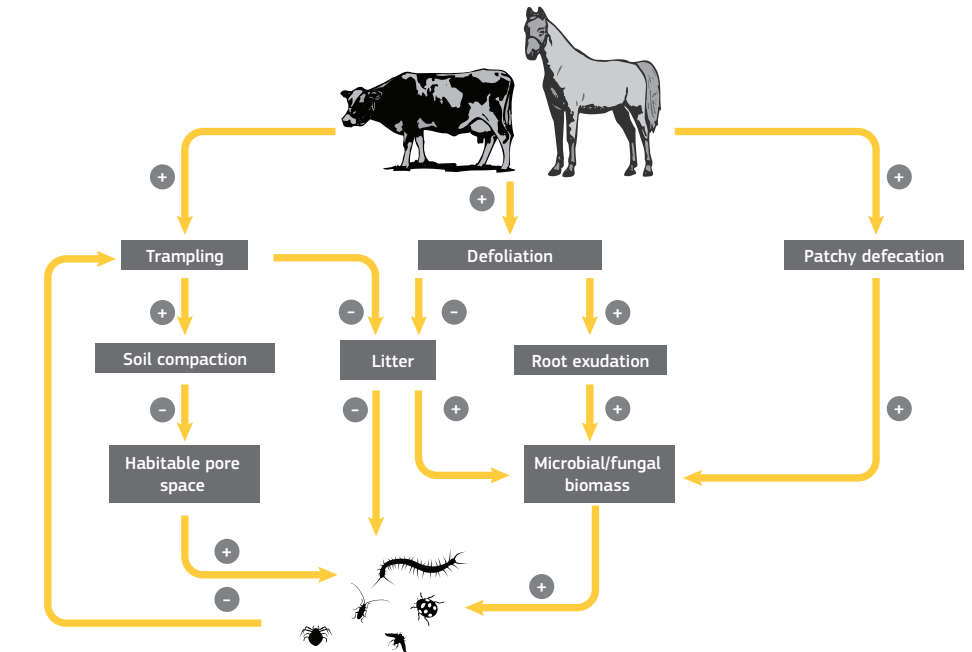 +
+
+
Trampling
Defoliation
Patchy defecation
+
−
−
+
Soil compaction
Litter
Root exudation
−
−
+
+
+
Habitable pore
space
Microbial/fungal
biomass
+
+
−